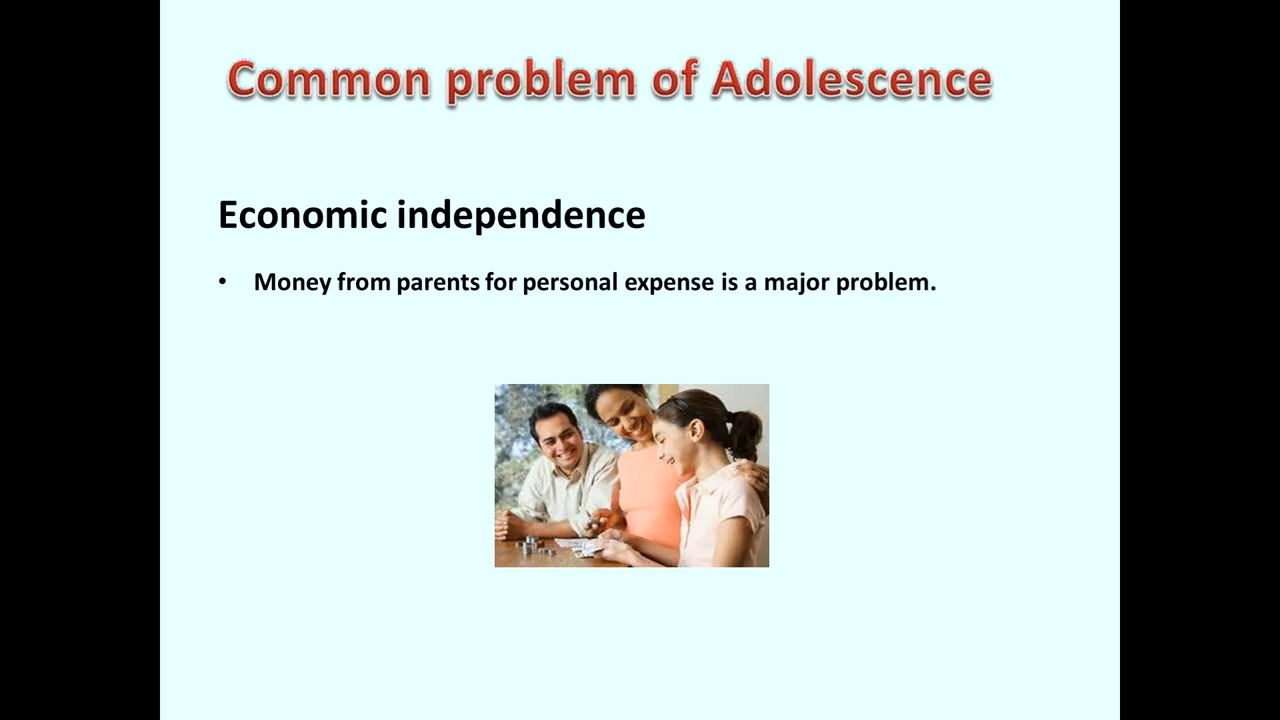 Common problem of Adolescence
Economic independence
• Money from parents for personal expense is a major problem.